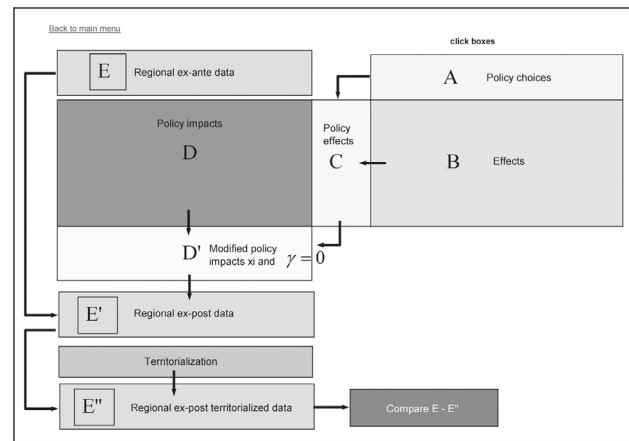 Back to main menu
click boxes
E Regional ex-ante data
A Policy choices
Policy impacts
D
Policy
effects
C
B Effects
D' Modified policy
impacts xi and γ = 0
E' Regional ex-post data
Territorialization
E" Regional ex-post territorialized data
Compare E - E"